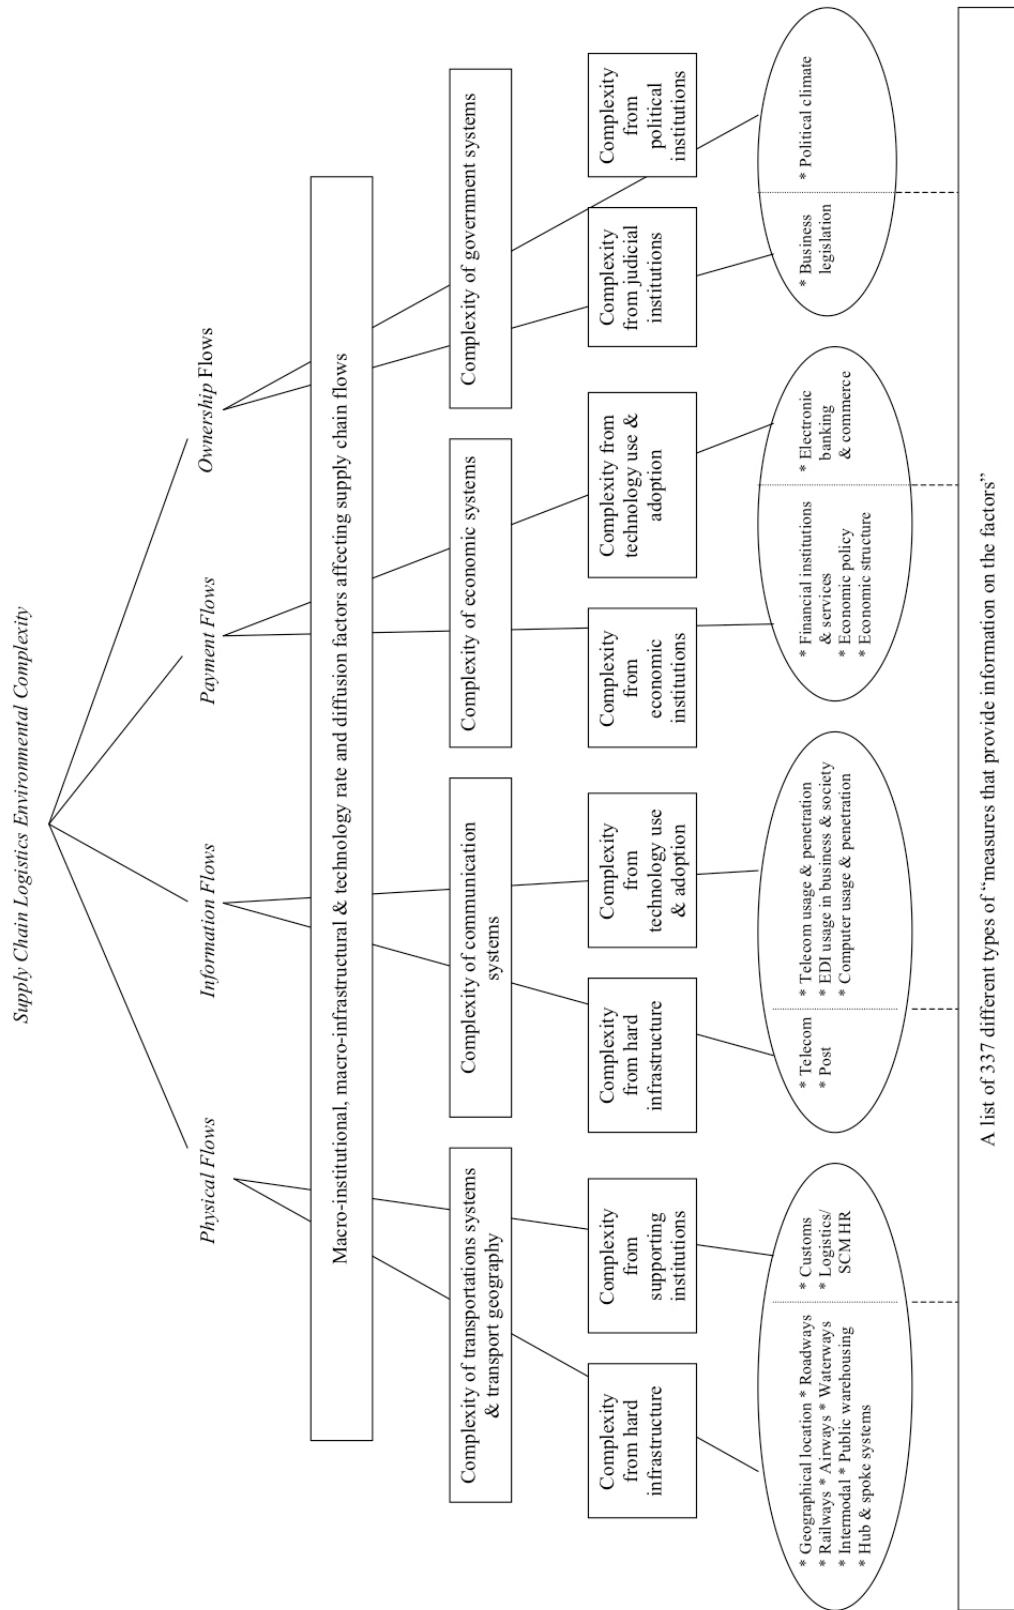 Supply Chain Logistics Environmental Complexity
Physical Flows
Information Flows
Payment Flows
Ownership Flows
Macro-institutional, macro-infrastructural & technology rate and diffusion factors affecting supply chain flows
Complexity of transportations systems
& transport geography
Complexity of communication
systems
Complexity of economic systems
Complexity of government systems
Complexity
from hard
infrastructure
Complexity
from
supporting
institutions
Complexity
from hard
infrastructure
Complexity
from
technology use
& adoption
Complexity
from
economic
institutions
Complexity from
technology use &
adoption
Complexity
from judicial
institutions
Complexity
from
political
institutions
* Geographical location * Roadways
* Railways * Airways * Waterways
* Intermodal * Public warehousing
* Hub & spoke systems
* Customs
* Logistics/
SCM HR
* Telecom
* Post
* Telecom usage & penetration
* EDI usage in business & society
* Computer usage & penetration
* Financial institutions
& services
* Economic policy
* Economic structure
* Electronic
banking
& commerce
* Business
legislation
* Political climate
A list of 337 different types of “measures that provide information on the factors”